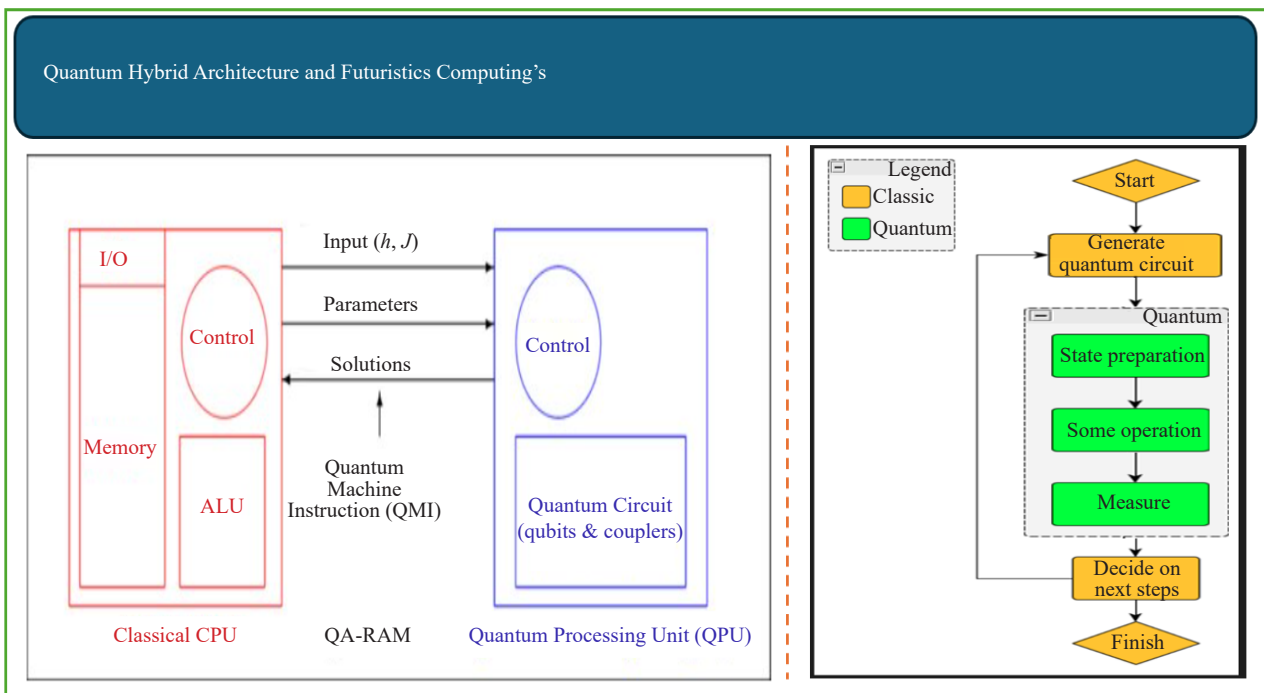 Quantum Hybrid Architecture and Futuristics Computing's
I/O
Memory
Control
ALU
Classical CPU
Input (h, J)
Parameters
Solutions
Quantum
Machine
Instruction (QMI)
QA-RAM
Control
Quantum Circuit
(qubits & couplers)
Quantum Processing Unit (QPU)
Legend
Classic
Quantum
Start
Generate
quantum circuit
Quantum
State preparation
Some operation
Measure
Decide on
next steps
Finish